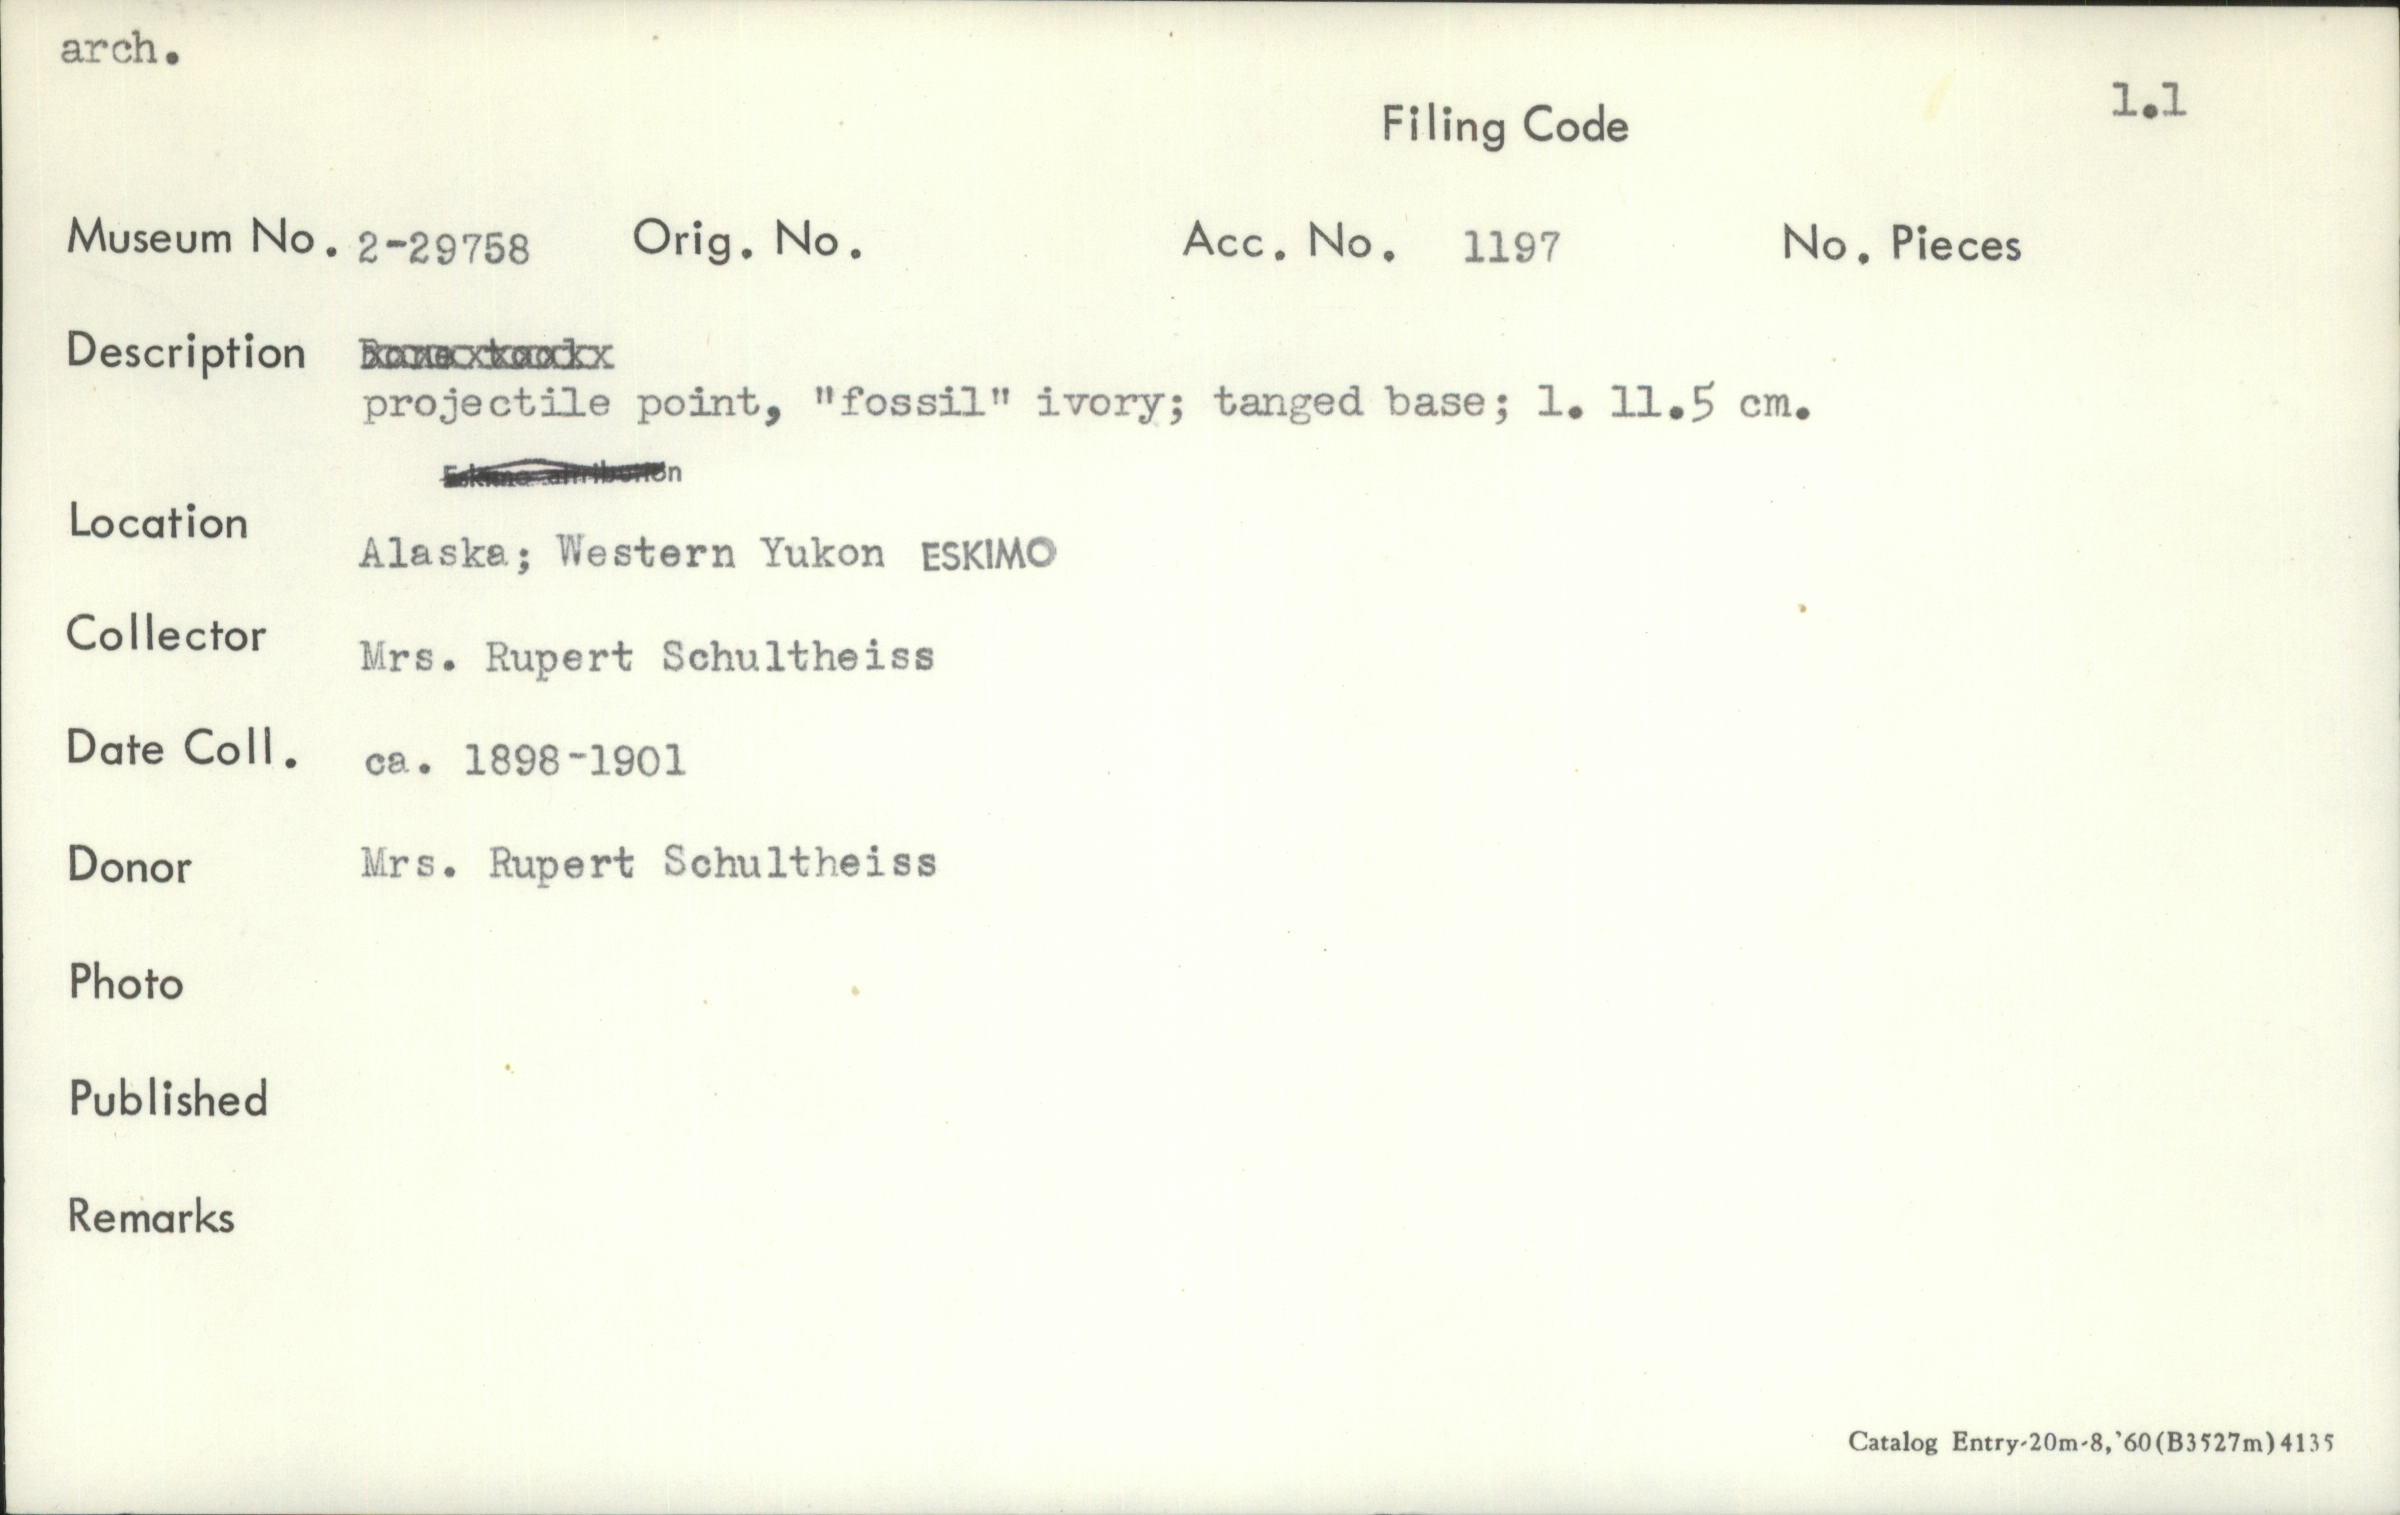 arch.
Filing Code 1.1
Museum No. 2-29758 Orig. No. Acc. No. 1197 No. Pieces
Description
projectile point, "fossil" ivory; tanged base; l. 11.5 cm.
Eskimo attribution
Location
Alaska; Western Yukon ESKIMO
Collector Mrs. Rupert Schultheiss
Date Coll. ca. 1898-1901
Donor Mrs. Rupert Schultheiss
Photo
Published
Remarks
Catalog Entry-20m-8,'60(B3527m)4135